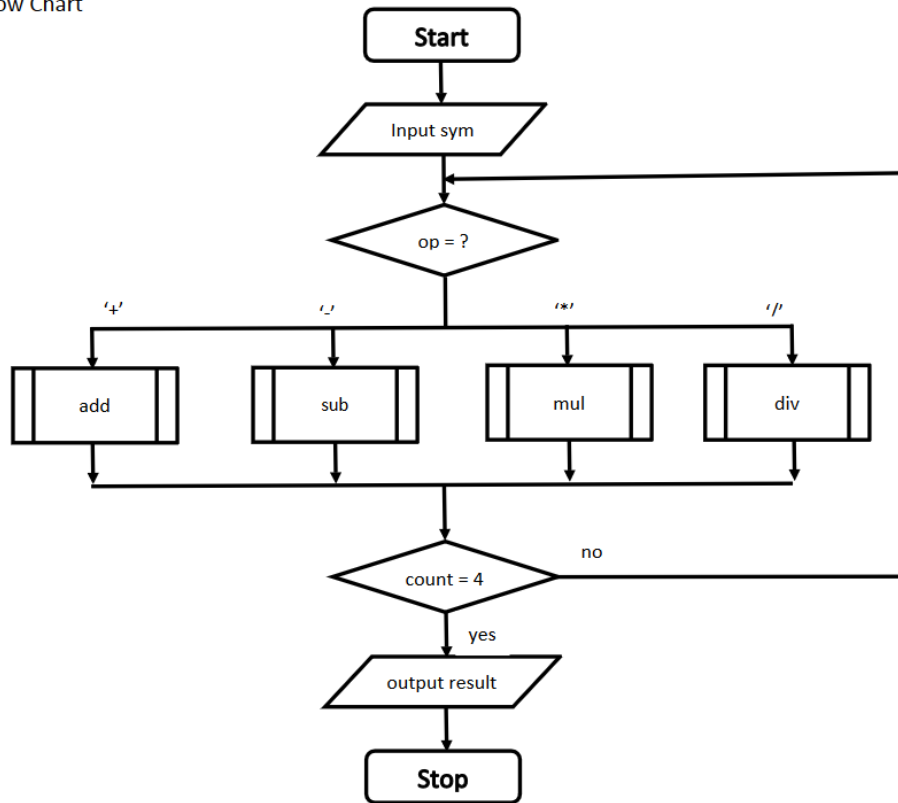 ow Chart
Start
Input sym
op = ?
‘+’
‘-’
‘*’
‘/’
add
sub
mul
div
count = 4
no
yes
output result
Stop